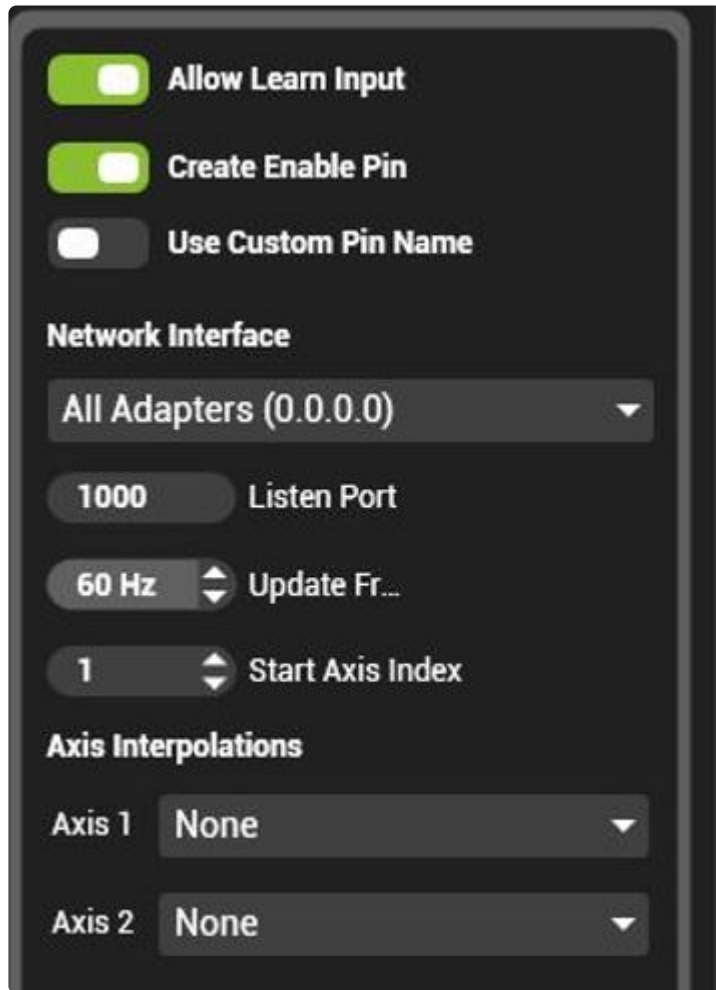 Allow Learn Input
Create Enable Pin
Use Custom Pin Name
Network Interface
All Adapters (0.0.0.0)
1000 Listen Port
60 Hz Update Fr...
1 Start Axis Index
Axis Interpolations
Axis 1 None
Axis 2 None